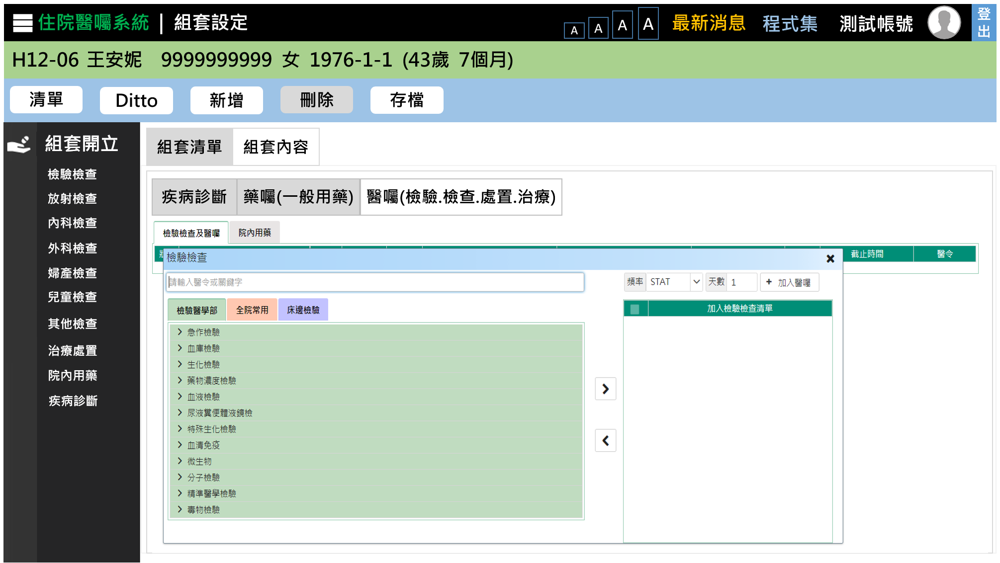 住院醫囑系統 | 組套設定
A A A A 最新消息 程式集 測試帳號 登出
H12-06 王安妮 9999999999 女 1976-1-1 (43歲 7個月)
清單 Ditto 新增 刪除 存檔
組套開立
檢驗檢查
放射檢查
內科檢查
外科檢查
婦產檢查
兒童檢查
其他檢查
治療處置
院內用藥
疾病診斷
組套清單 組套內容
疾病診斷 藥囑(一般用藥) 醫囑(檢驗.檢查.處置.治療)
檢驗檢查及醫囑 院內用藥
截止時間 醫令
檢驗檢查
請輸入醫令或關鍵字
頻率 STAT 天數 1 + 加入醫囑
檢驗醫學部 全院常用 床邊檢驗
加入檢驗檢查清單
急作檢驗
血庫檢驗
生化檢驗
藥物濃度檢驗
血液檢驗
尿液糞便體液鏡檢
特殊生化檢驗
血清免疫
微生物
分子檢驗
精準醫學檢驗
毒物檢驗